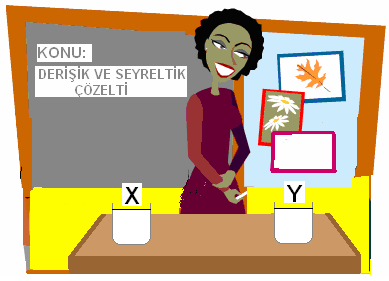 KONU:
DERİŞİK VE SEYRELTİK
ÇÖZELTİ
X
Y